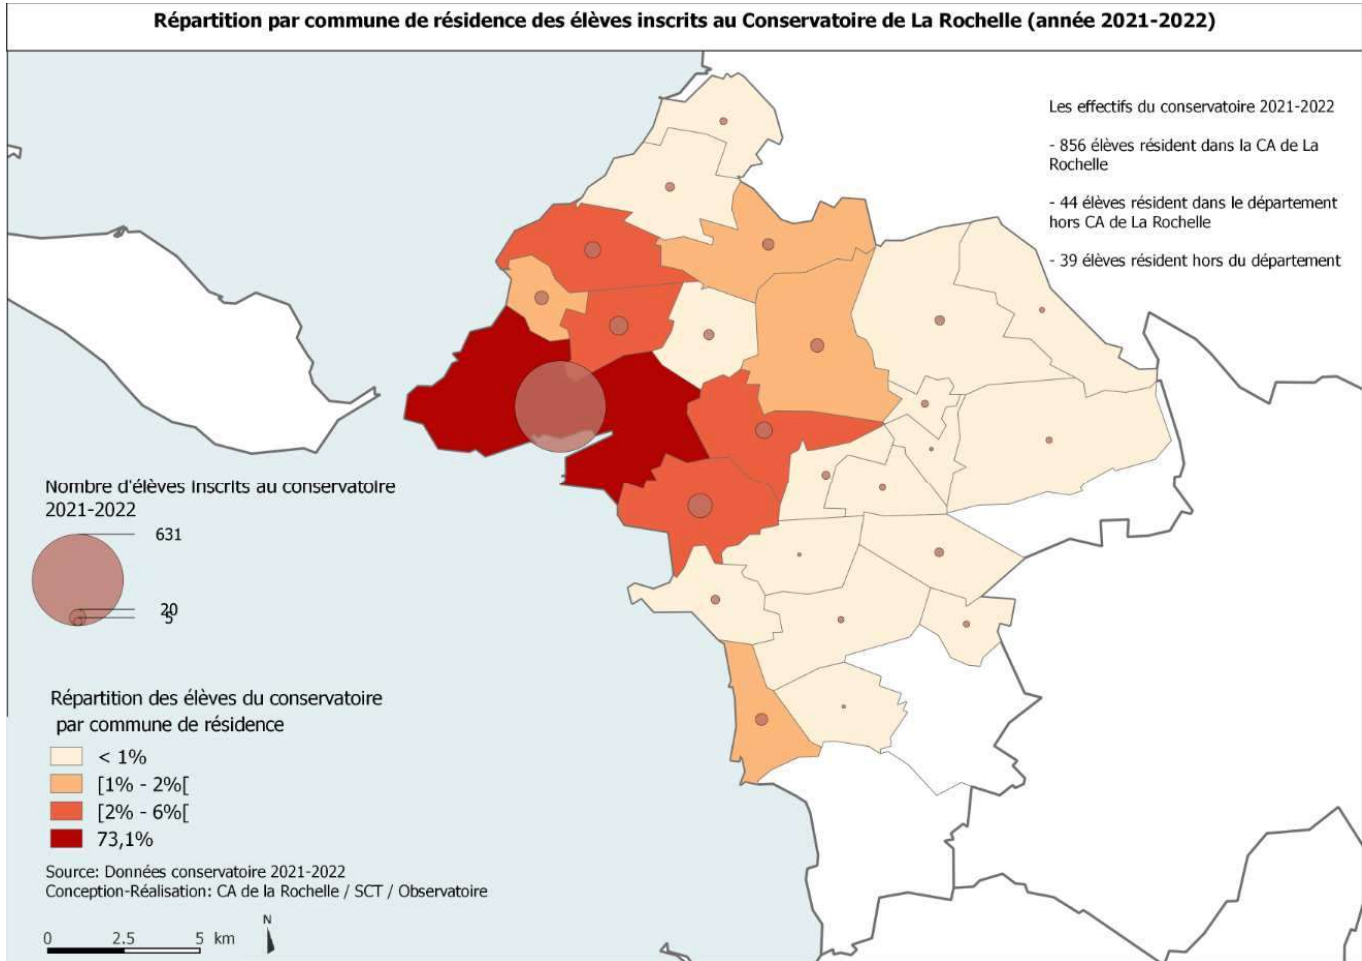 Répartition par commune de résidence des élèves inscrits au Conservatoire de La Rochelle (année 2021-2022)
Les effectifs du conservatoire 2021-2022
- 856 élèves résident dans la CA de La
Rochelle
- 44 élèves résident dans le département
hors CA de La Rochelle
- 39 élèves résident hors du département
Nombre d'élèves inscrits au conservatoire
2021-2022
631
20
5
Répartition des élèves du conservatoire
par commune de résidence
< 1%
[1% - 2%[
[2% - 6%[
73,1%
Source: Données conservatoire 2021-2022
Conception-Réalisation: CA de la Rochelle / SCT / Observatoire
N
0 2.5 5 km